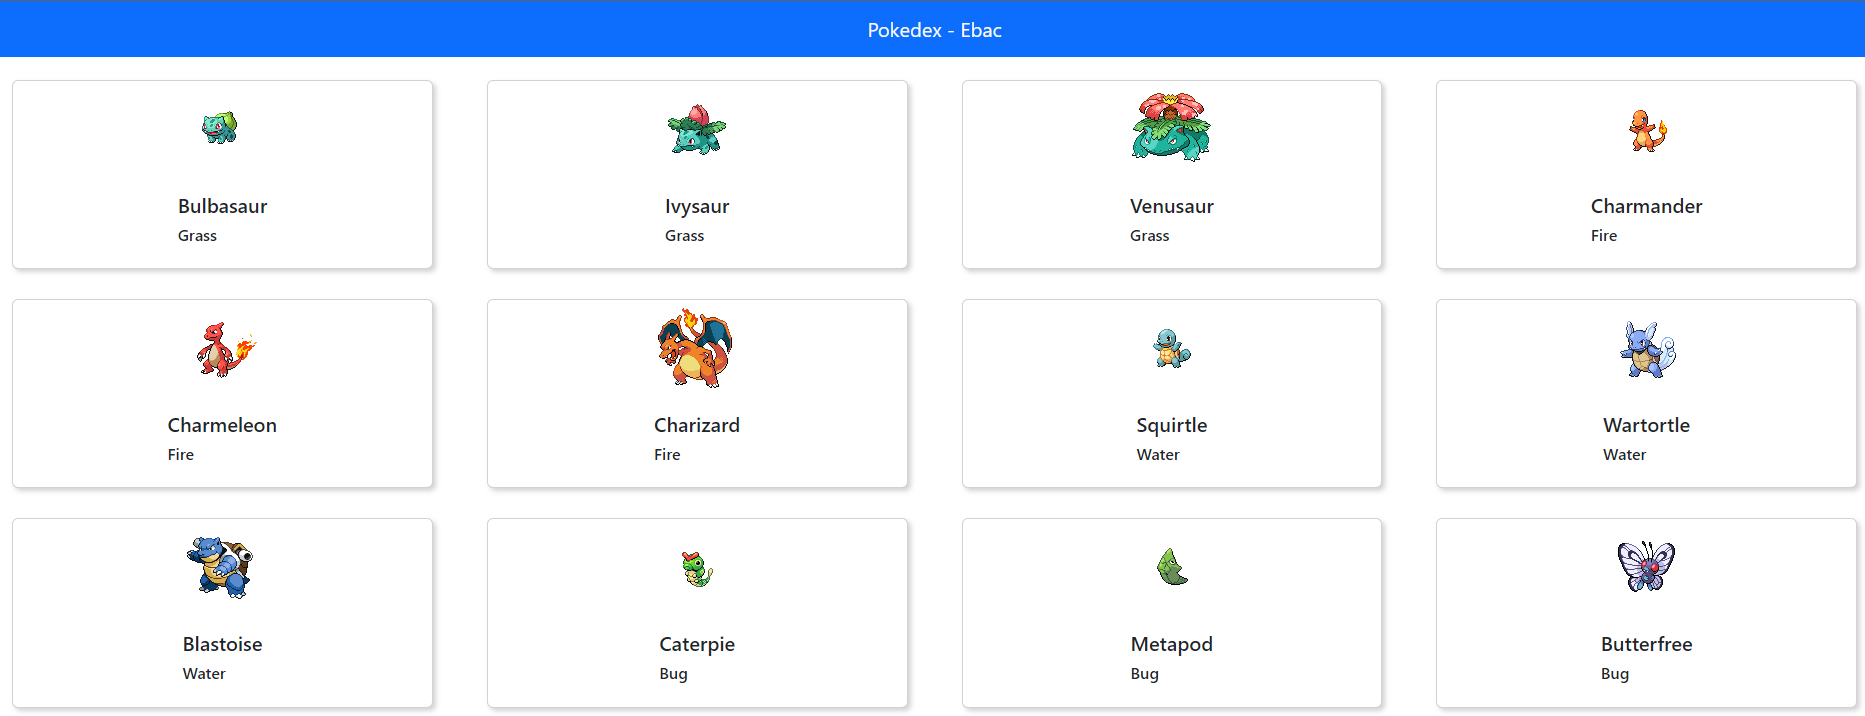 Pokedex - Ebac
Bulbasaur
Grass
Ivysaur
Grass
Venusaur
Grass
Charmander
Fire
Charmeleon
Fire
Charizard
Fire
Squirtle
Water
Wartortle
Water
Blastoise
Water
Caterpie
Bug
Metapod
Bug
Butterfree
Bug